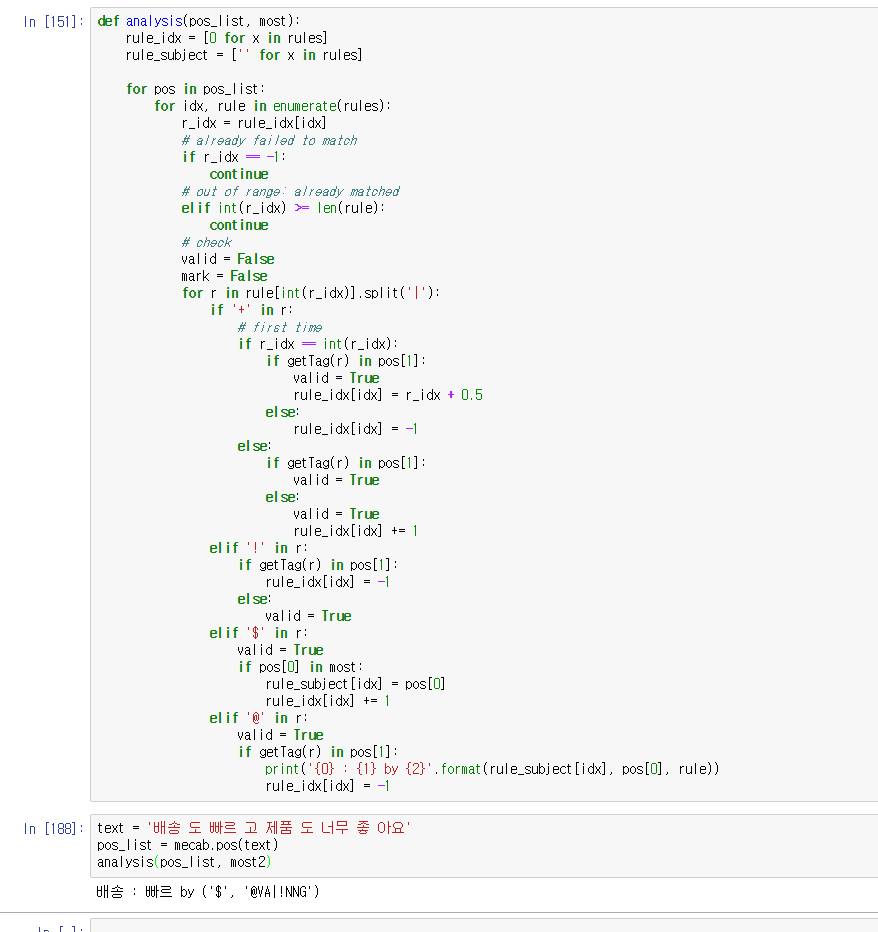 In [151]: def analysis(pos_list, most):
    rule_idx = [0 for x in rules]
    rule_subject = ['' for x in rules]

    for pos in pos_list:
        for idx, rule in enumerate(rules):
            r_idx = rule_idx[idx]
            # already failed to match
            if r_idx == -1:
                continue
            # out of range: already matched
            elif int(r_idx) >= len(rule):
                continue
            # check
            valid = False
            mark = False
            for r in rule[int(r_idx)].split('|'):
                if '+' in r:
                    # first time
                    if r_idx == int(r_idx):
                        if getTag(r) in pos[1]:
                            valid = True
                            rule_idx[idx] = r_idx + 0.5
                        else:
                            rule_idx[idx] = -1
                    else:
                        if getTag(r) in pos[1]:
                            valid = True
                        else:
                            valid = True
                            rule_idx[idx] += 1
                elif '!' in r:
                    if getTag(r) in pos[1]:
                        rule_idx[idx] = -1
                    else:
                        valid = True
                elif '$' in r:
                    valid = True
                    if pos[0] in most:
                        rule_subject[idx] = pos[0]
                        rule_idx[idx] += 1
                elif '@' in r:
                    valid = True
                    if getTag(r) in pos[1]:
                        print('{0} : {1} by {2}'.format(rule_subject[idx], pos[0], rule))
                        rule_idx[idx] = -1
In [188]: text = '배송 도 빠르 고 제품 도 너무 좋 아요'
pos_list = mecab.pos(text)
analysis(pos_list, most2)
배송 : 빠르 by ('$', '@VA|!NNG')
In [ ]: